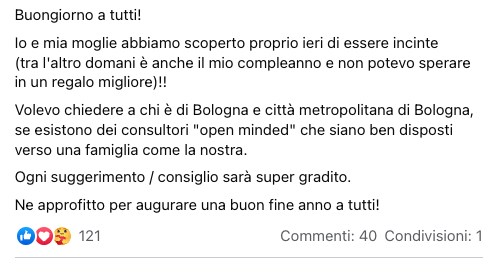 Buongiorno a tutti!
Io e mia moglie abbiamo scoperto proprio ieri di essere incinte
(tra l'altro domani è anche il mio compleanno e non potevo sperare
in un regalo migliore)!!
Volevo chiedere a chi è di Bologna e città metropolitana di Bologna,
se esistono dei consultori "open minded" che siano ben disposti
verso una famiglia come la nostra.
Ogni suggerimento / consiglio sarà super gradito.
Ne approfitto per augurare una buon fine anno a tutti!
121 Commenti: 40 Condivisioni: 1